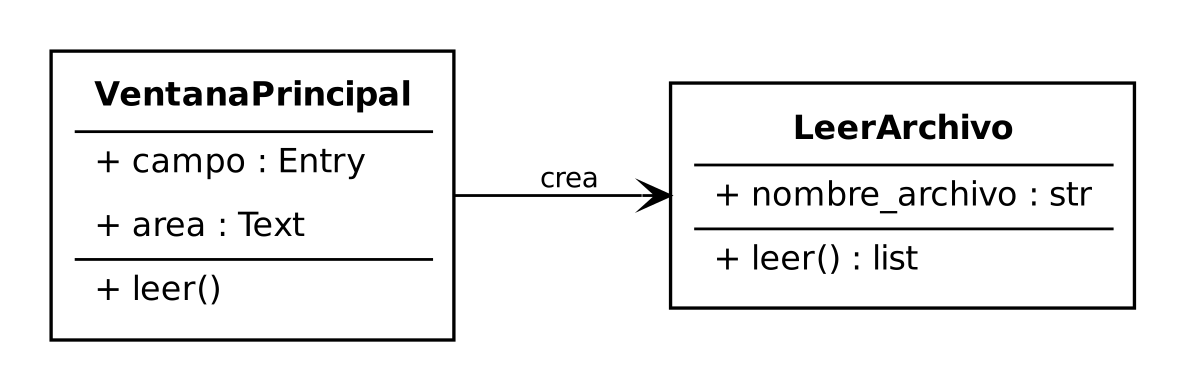 VentanaPrincipal
+ campo : Entry
+ area : Text
+ leer()
crea
LeerArchivo
+ nombre_archivo : str
+ leer() : list